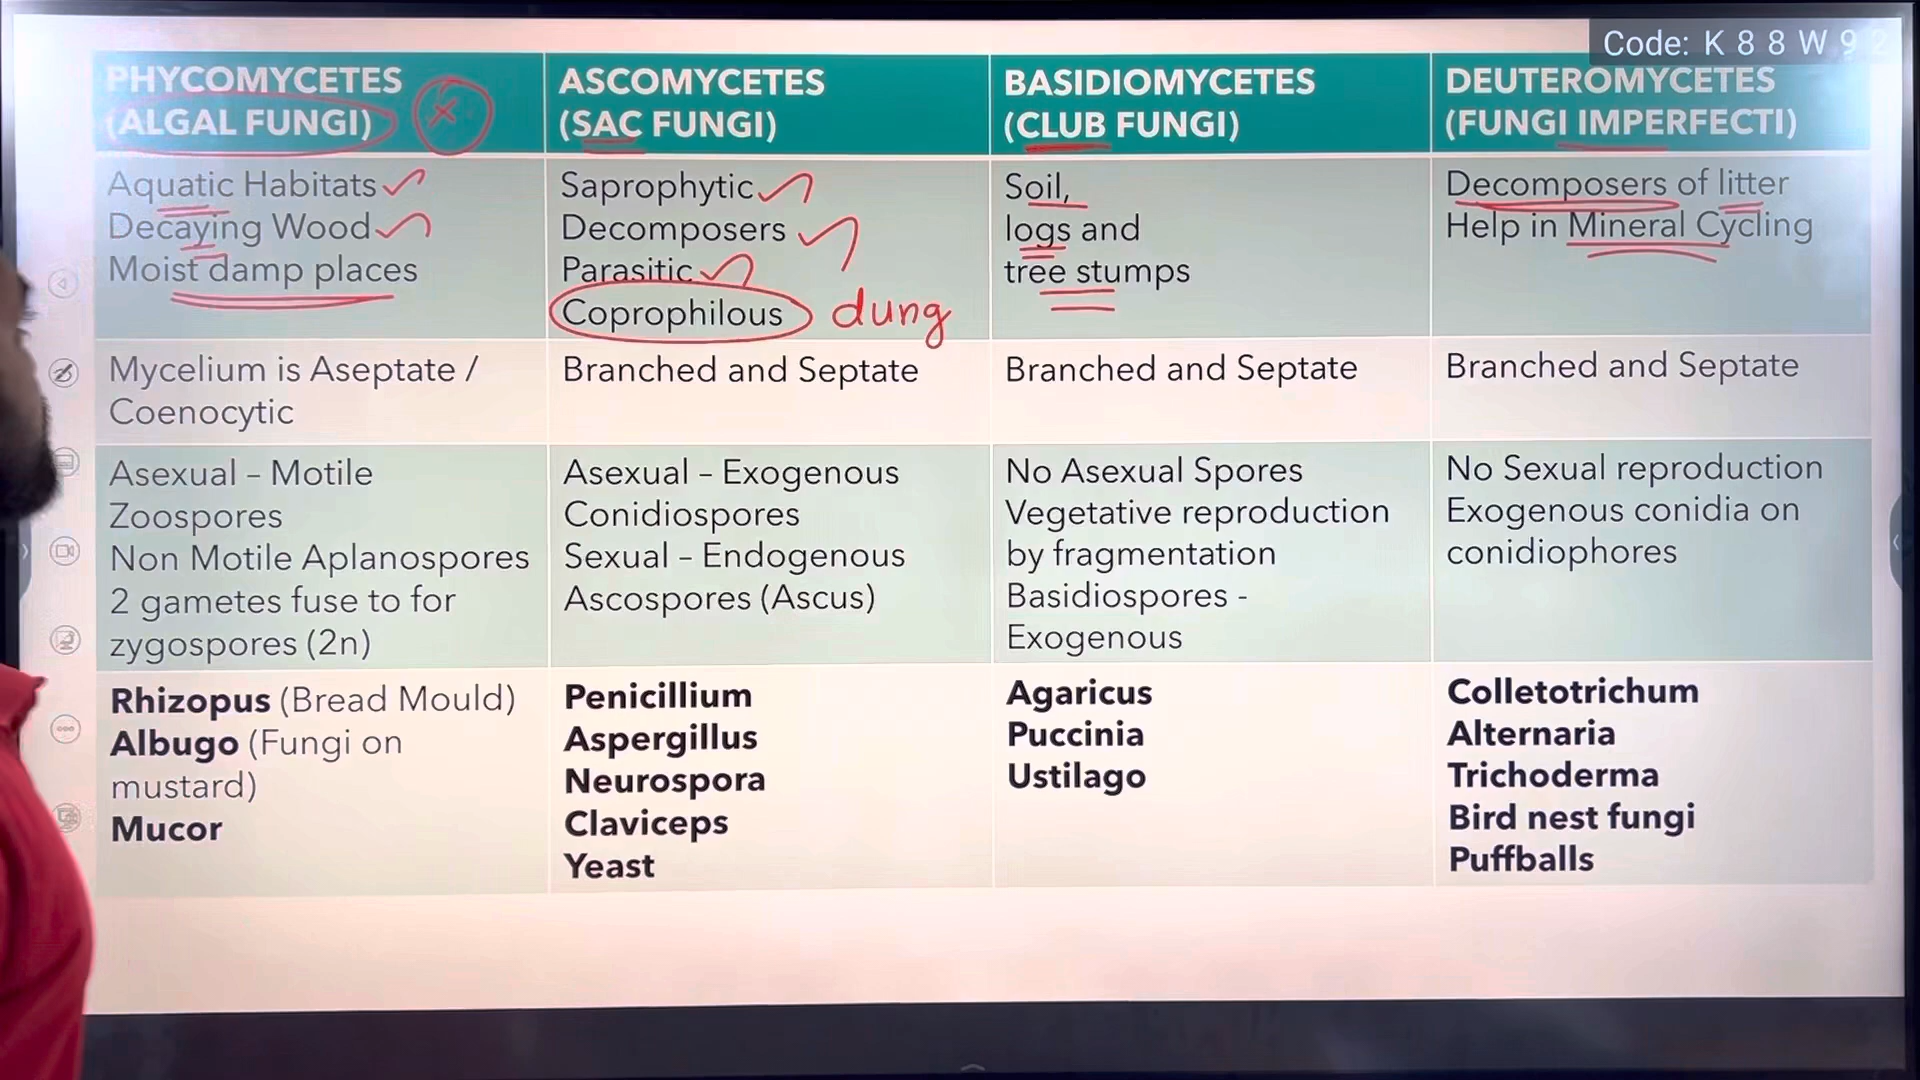 Code: K 8 8 W 9 2
PHYCOMYCETES
(ALGAL FUNGI)
Aquatic Habitats
Decaying Wood
Moist damp places
Mycelium is Aseptate /
Coenocytic
Asexual – Motile
Zoospores
Non Motile Aplanospores
2 gametes fuse to for
zygospores (2n)
Rhizopus (Bread Mould)
Albugo (Fungi on
mustard)
Mucor
ASCOMYCETES
(SAC FUNGI)
Saprophytic
Decomposers
Parasitic
Coprophilous dung
Branched and Septate
Asexual – Exogenous
Conidiospores
Sexual – Endogenous
Ascospores (Ascus)
Penicillium
Aspergillus
Neurospora
Claviceps
Yeast
BASIDIOMYCETES
(CLUB FUNGI)
Soil,
logs and
tree stumps
Branched and Septate
No Asexual Spores
Vegetative reproduction
by fragmentation
Basidiospores -
Exogenous
Agaricus
Puccinia
Ustilago
DEUTEROMYCETES
(FUNGI IMPERFECTI)
Decomposers of litter
Help in Mineral Cycling
Branched and Septate
No Sexual reproduction
Exogenous conidia on
conidiophores
Colletotrichum
Alternaria
Trichoderma
Bird nest fungi
Puffballs